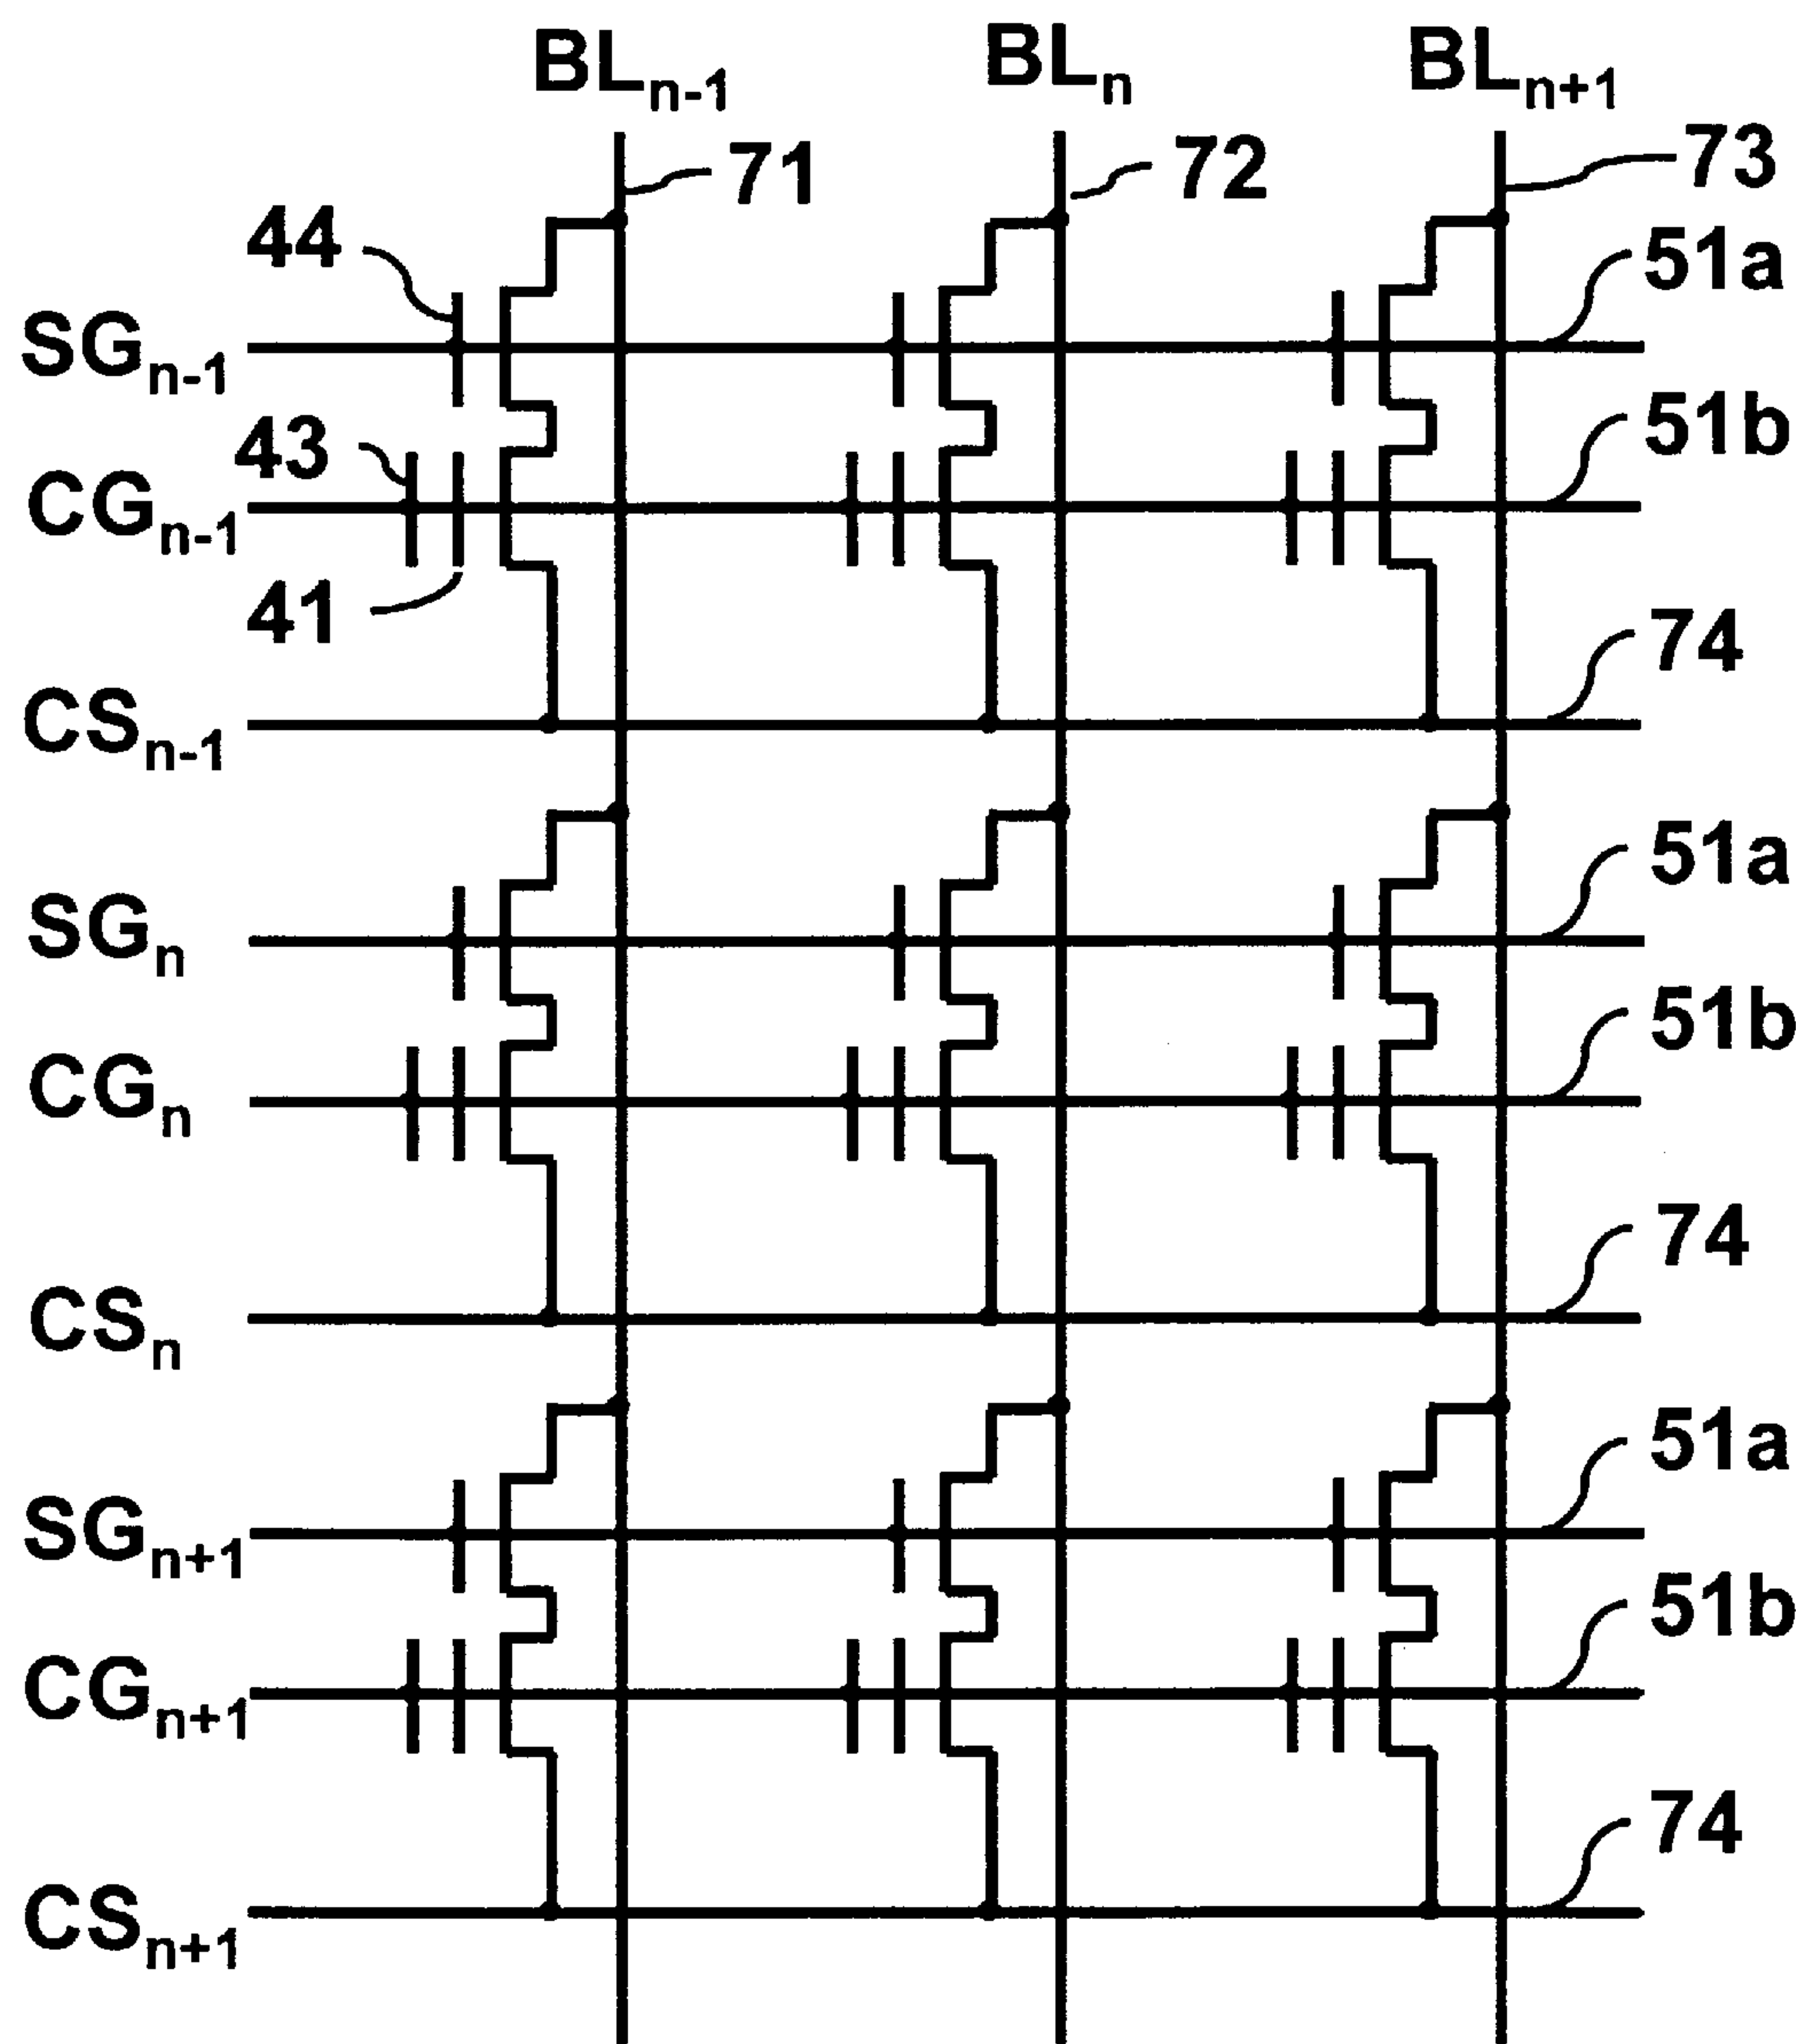 BLn-1 BLn BLn+1
71 72 73
44 51a
SGn-1
43 51b
CGn-1
41 74
CSn-1
51a
SGn
51b
CGn
74
CSn
51a
SGn+1
51b
CGn+1
74
CSn+1